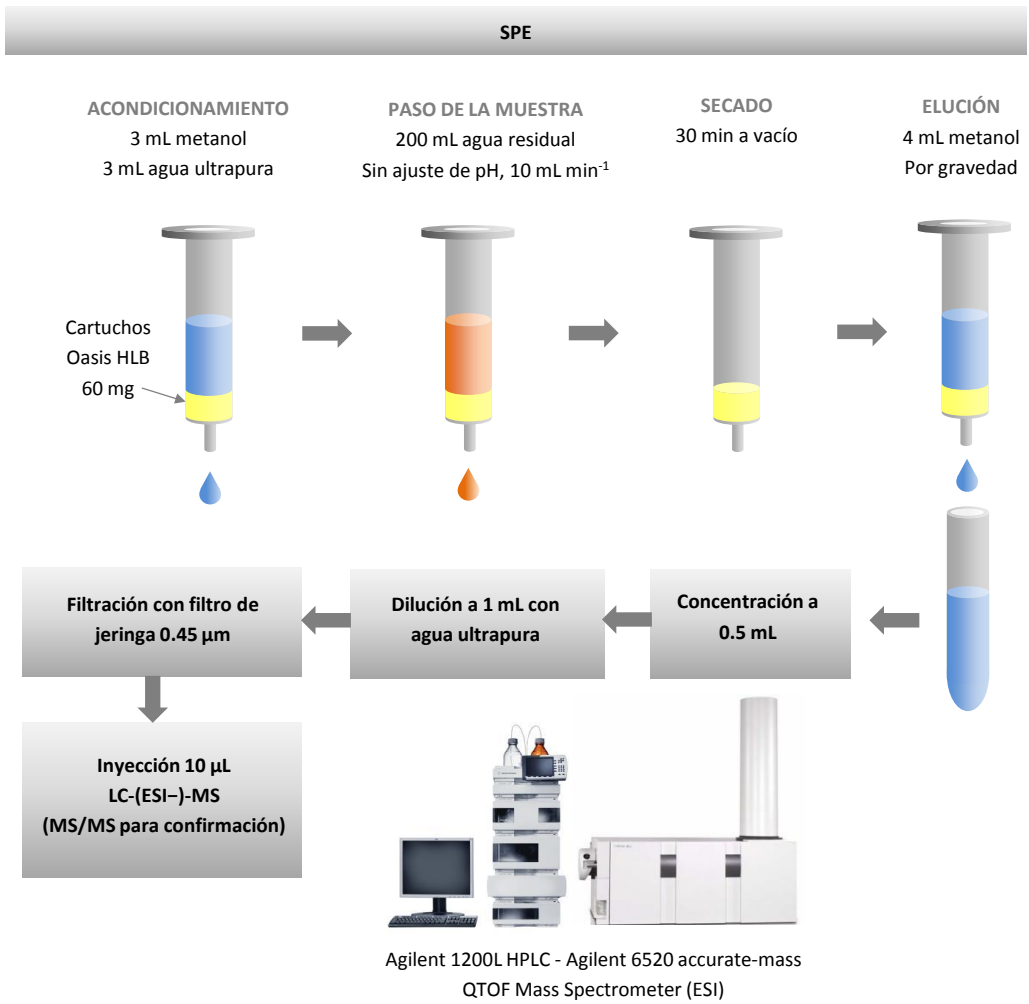 SPE
ACONDICIONAMIENTO
3 mL metanol
3 mL agua ultrapura
PASO DE LA MUESTRA
200 mL agua residual
Sin ajuste de pH, 10 mL min⁻¹
SECADO
30 min a vacío
ELUCIÓN
4 mL metanol
Por gravedad
Cartuchos
Oasis HLB
60 mg
Filtración con filtro de
jeringa 0.45 µm
Dilución a 1 mL con
agua ultrapura
Concentración a
0.5 mL
Inyección 10 µL
LC-(ESI−)-MS
(MS/MS para confirmación)
Agilent 1200L HPLC - Agilent 6520 accurate-mass
QTOF Mass Spectrometer (ESI)